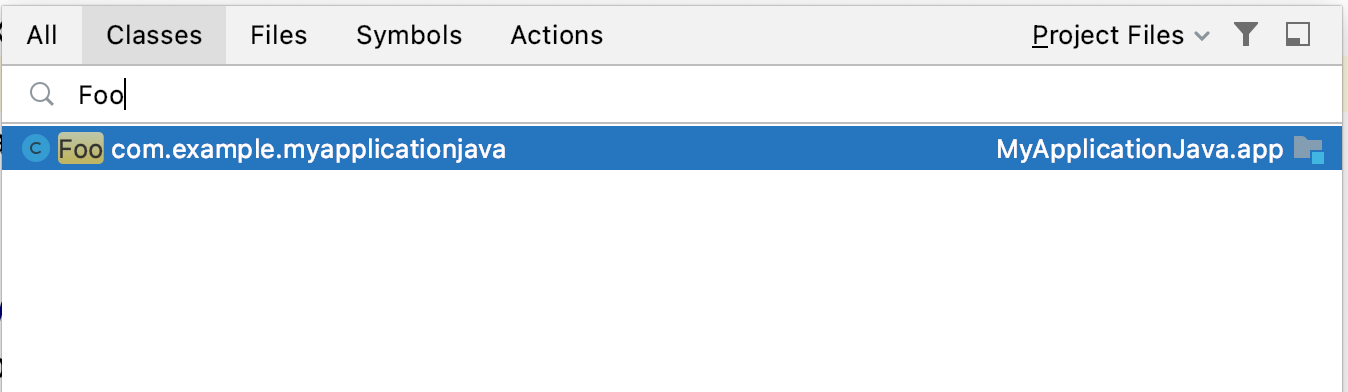 All Classes Files Symbols Actions Project Files
Foo
C Foo com.example.myapplicationjava MyApplicationJava.app